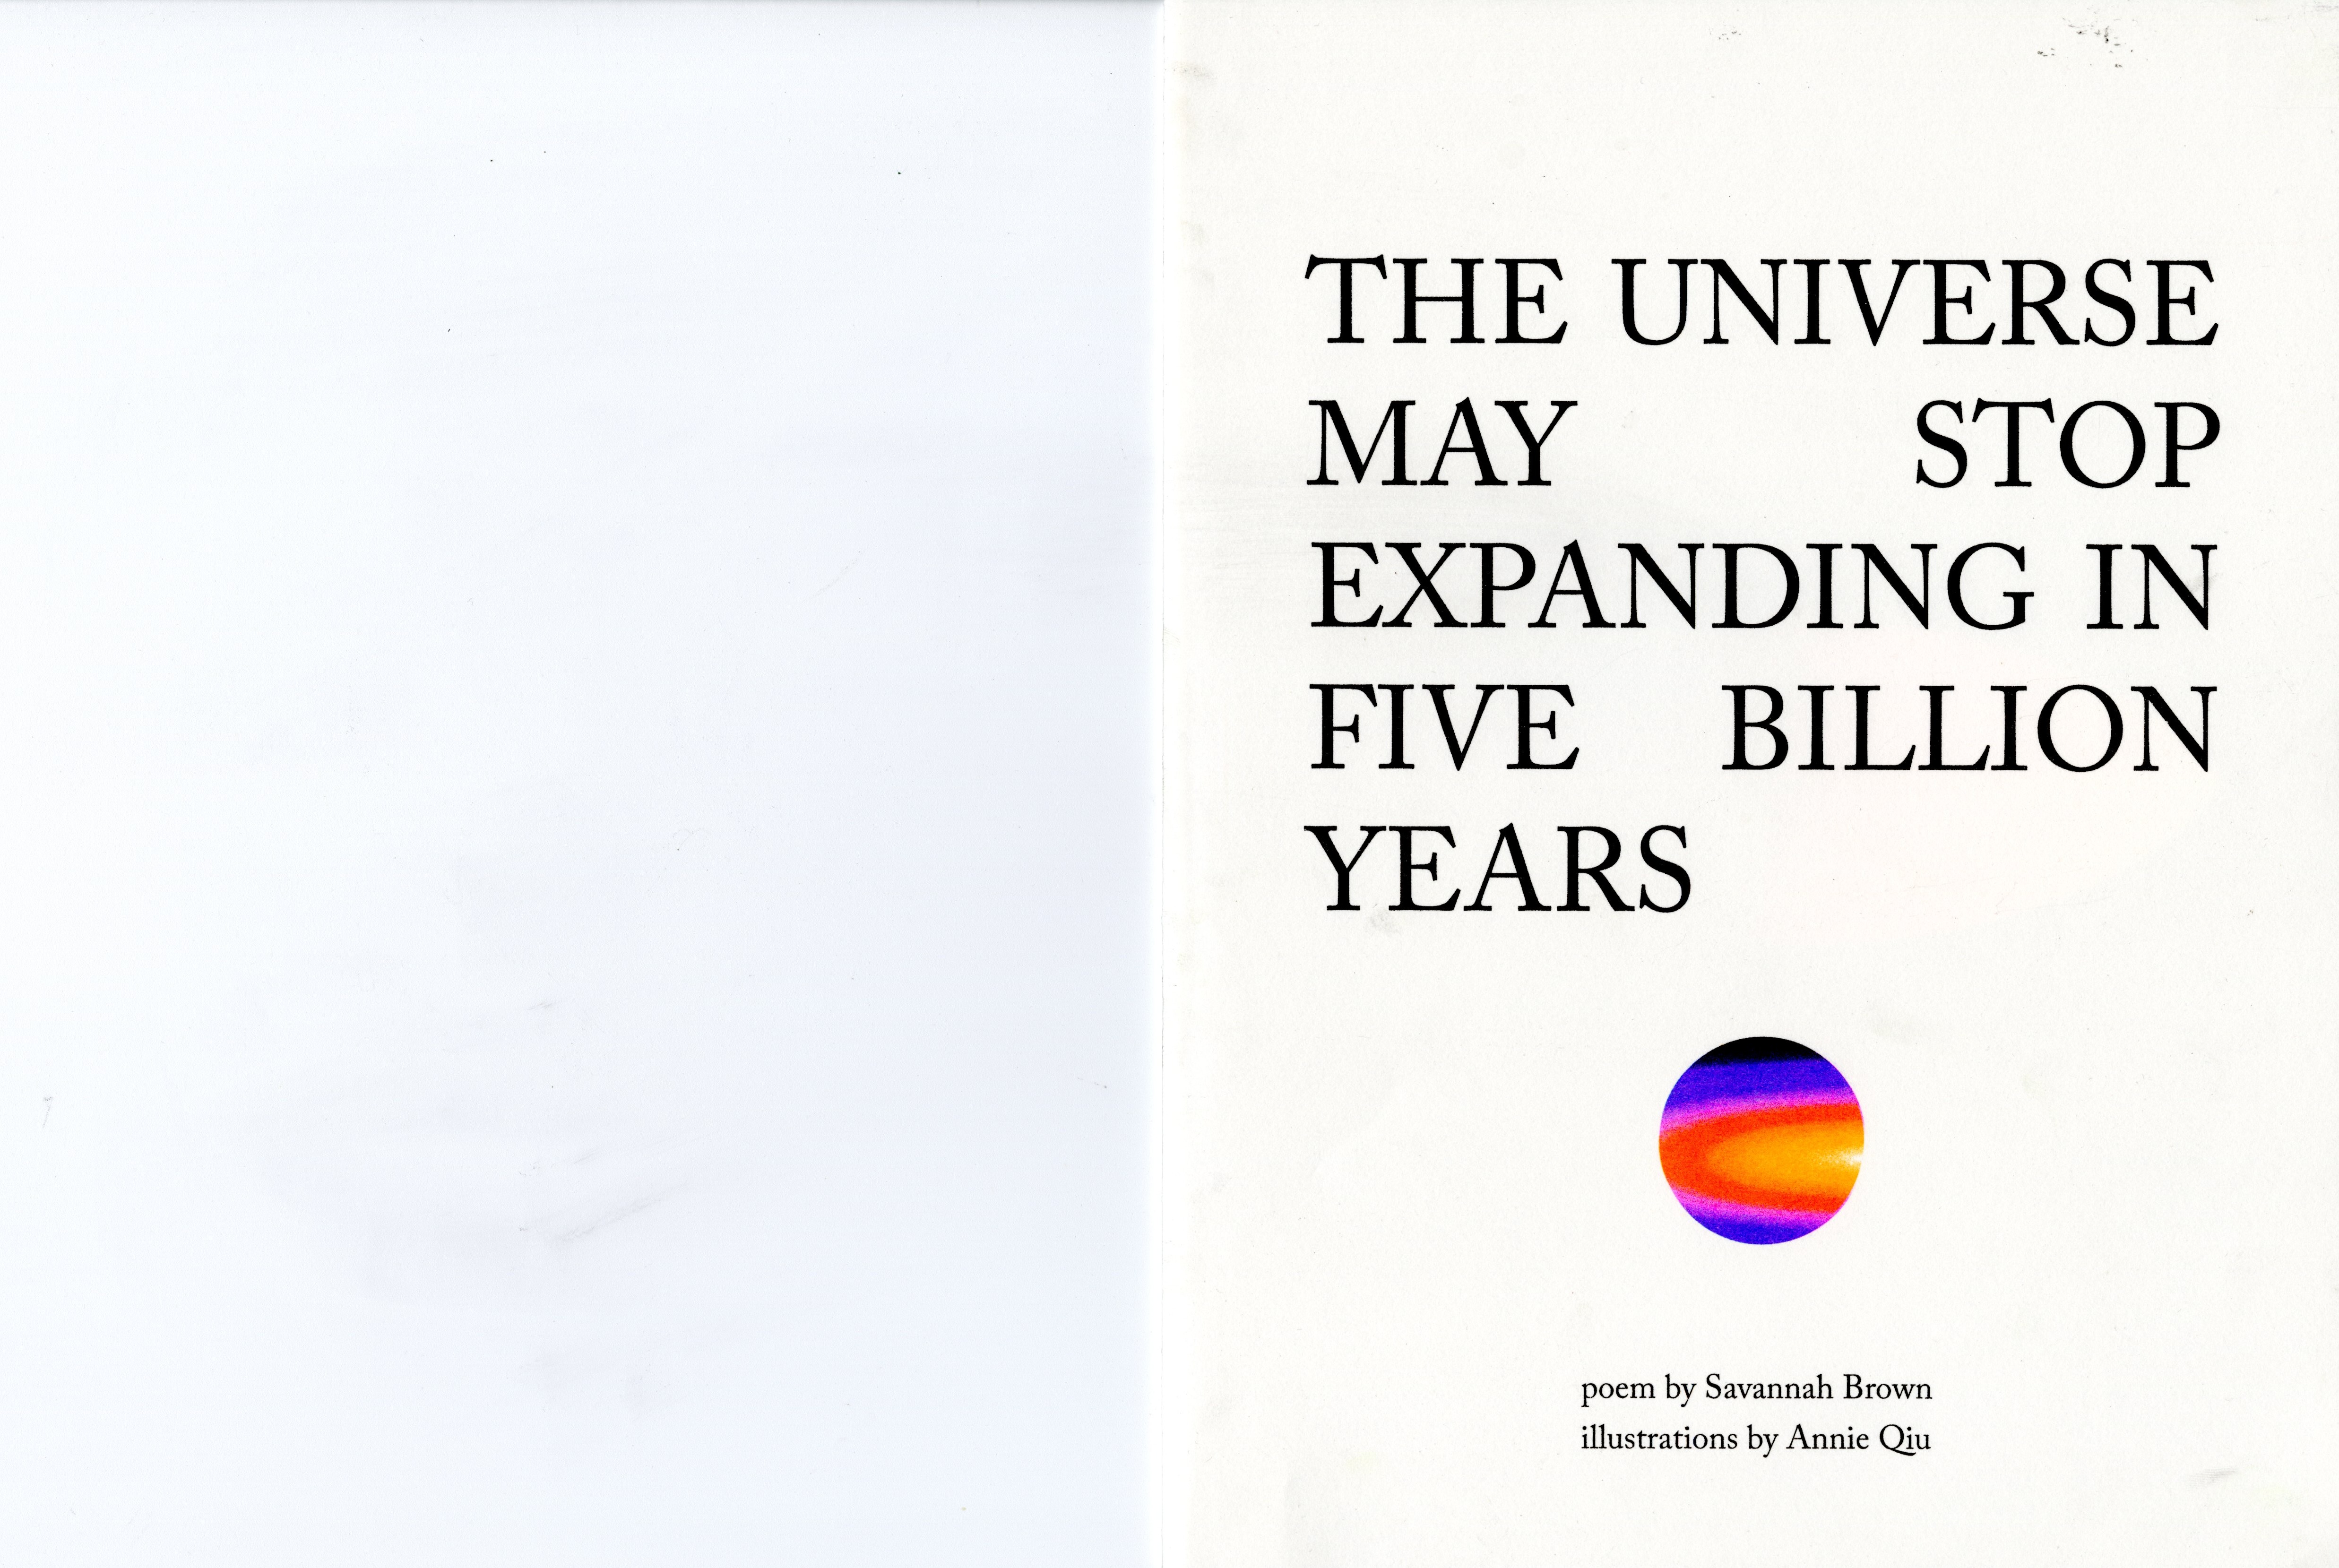 THE UNIVERSE
MAY STOP
EXPANDING IN
FIVE BILLION
YEARS
poem by Savannah Brown
illustrations by Annie Qiu